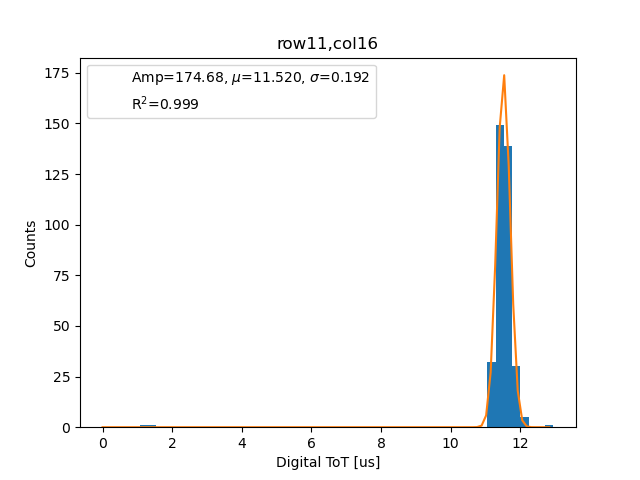 row11,col16
Amp=174.68, μ=11.520, σ=0.192
R²=0.999
175
150
125
100
75
50
25
0
Counts
0 2 4 6 8 10 12
Digital ToT [us]